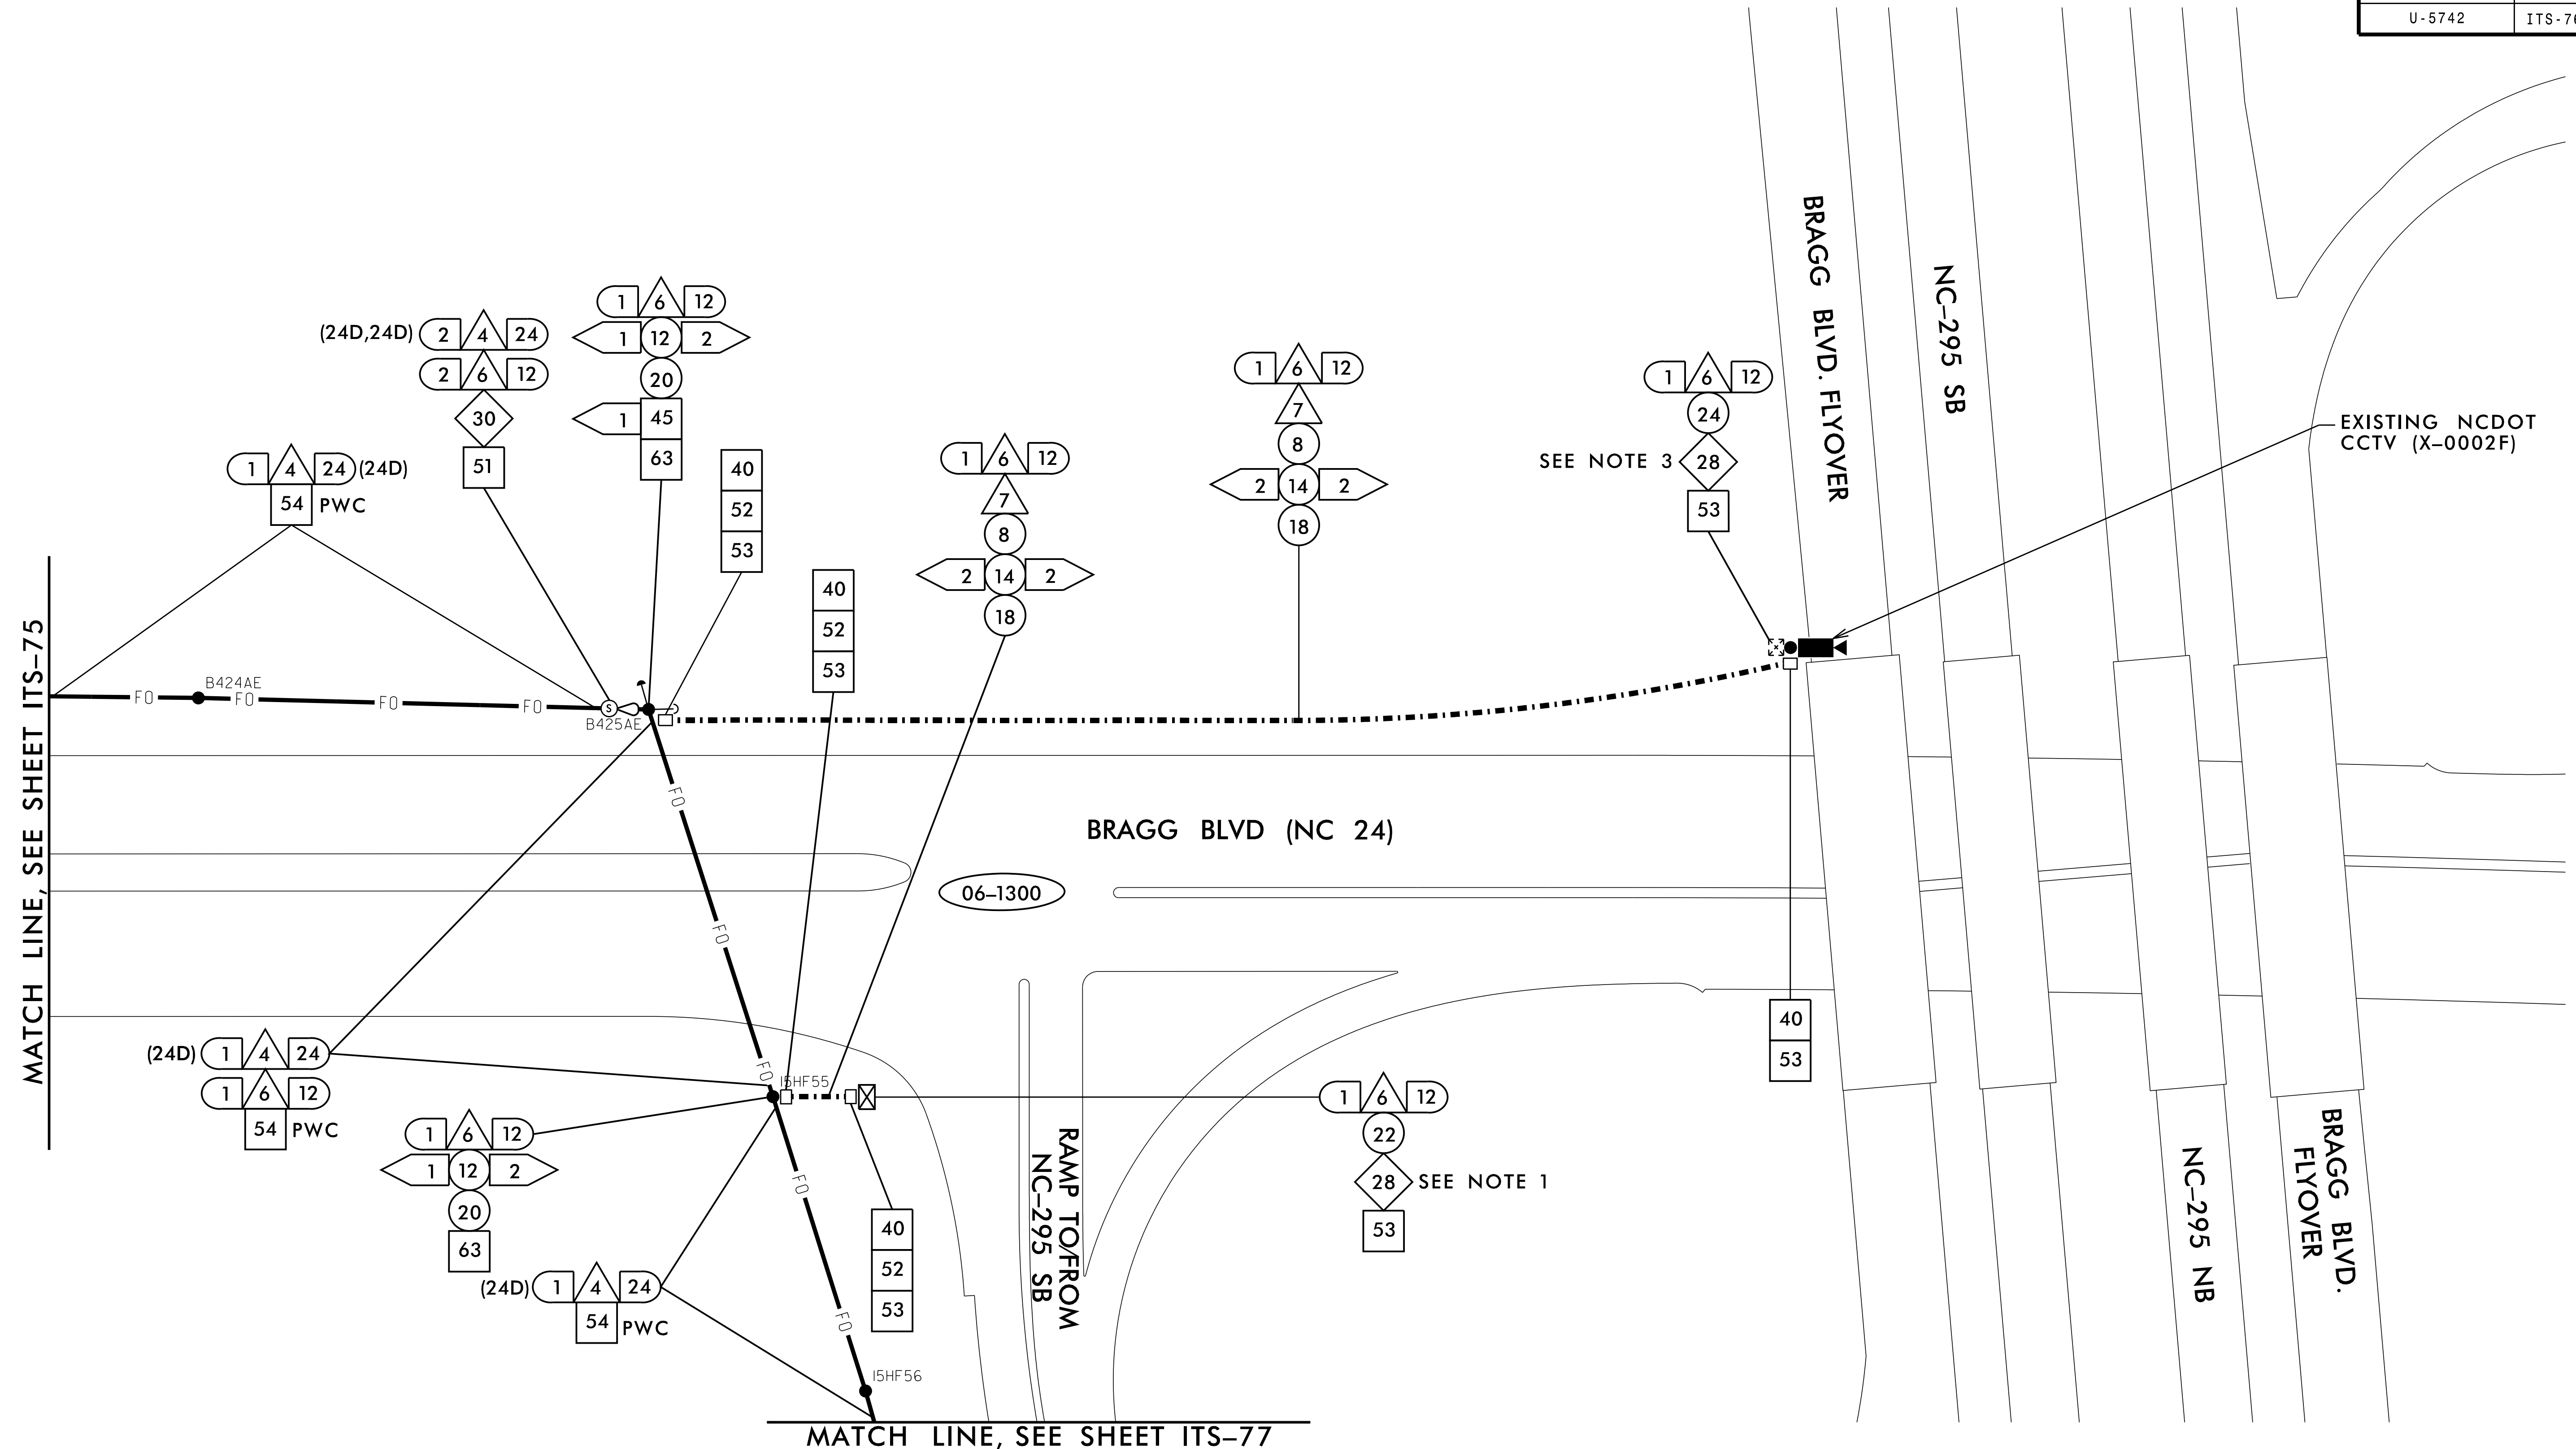 U-5742
BRAGG BLVD. FLYOVER
NC-295 SB
1 6 12
1 12 2
20
1 45
63
(24D,24D) 2 4 24
2 6 12
30
51
1 4 24 (24D)
54 PWC
40
52
53
40
52
53
1 6 12
7
8
2 14 2
18
1 6 12
7
8
2 14 2
18
1 6 12
24
SEE NOTE 3 28
53
EXISTING NCDOT
CCTV (X-0002F)
MATCH LINE, SEE SHEET ITS-75
FO
B424AE
FO
FO
FO
S
B425AE
FO
BRAGG BLVD (NC 24)
06-1300
FO
40
53
(24D) 1 4 24
1 6 12
54 PWC
FO
15HF55
1 6 12
22
28 SEE NOTE 1
53
1 6 12
1 12 2
20
63
FO
40
52
53
RAMP TO/FROM
NC-295 SB
NC-295 NB
BRAGG BLVD.
FLYOVER
(24D) 1 4 24
54 PWC
FO
15HF56
MATCH LINE, SEE SHEET ITS-77